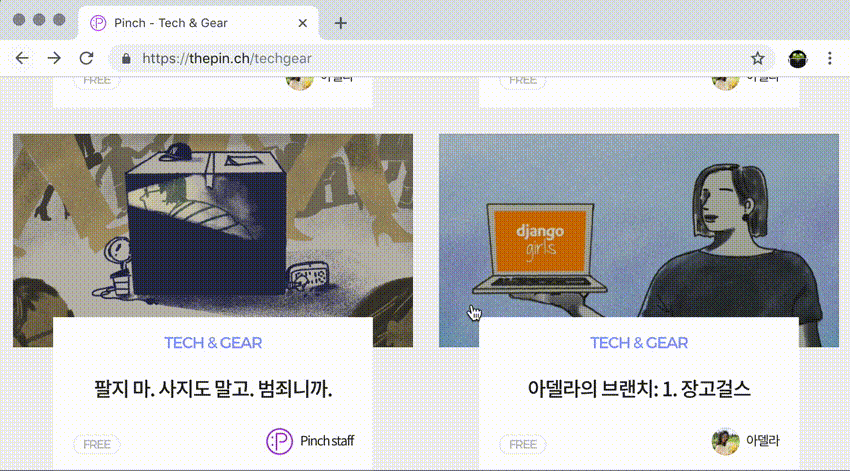 Pinch - Tech & Gear
https://thepin.ch/techgear
FREE
아델라
FREE
아델라
django
girls
TECH & GEAR
팔지 마. 사지도 말고. 범죄니까.
FREE
Pinch staff
TECH & GEAR
아델라의 브랜치: 1. 장고걸스
FREE
아델라